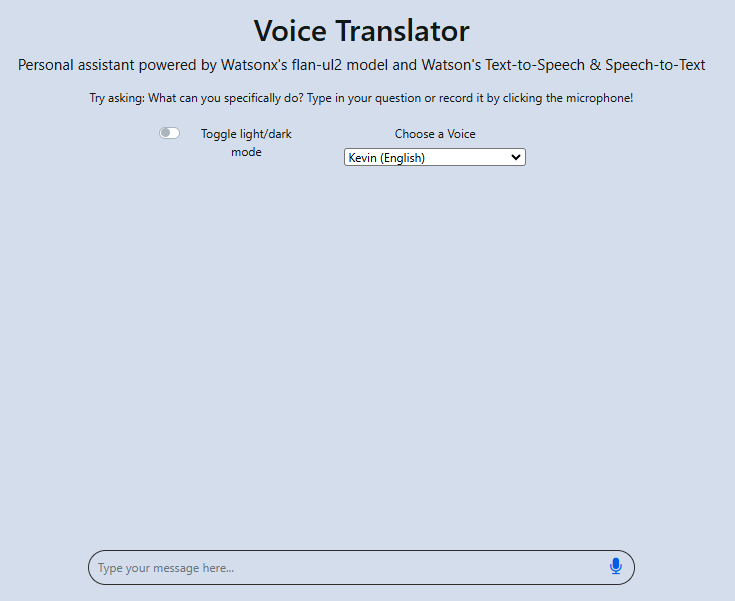 Voice Translator
Personal assistant powered by Watsonx's flan-ul2 model and Watson's Text-to-Speech & Speech-to-Text
Try asking: What can you specifically do? Type in your question or record it by clicking the microphone!
Toggle light/dark
mode
Choose a Voice
Kevin (English)
Type your message here...